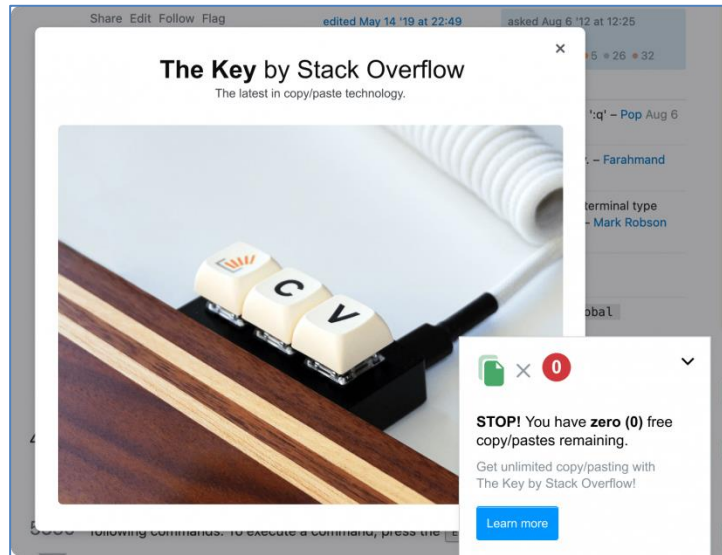 Share Edit Follow Flag
edited May 14 '19 at 22:49
asked Aug 6 '12 at 12:25
5 26 32
The Key by Stack Overflow
The latest in copy/paste technology.
':q' – Pop Aug 6
– Farahmand
terminal type
– Mark Robson
C
V
0
STOP! You have zero (0) free
copy/pastes remaining.
Get unlimited copy/pasting with
The Key by Stack Overflow!
Learn more
following commands. To execute a command, press the